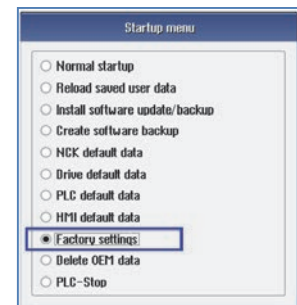 Startup menu
Normal startup
Reload saved user data
Install software update/backup
Create software backup
NCK default data
Drive default data
PLC default data
HMI default data
Factory settings
Delete OEM data
PLC-Stop